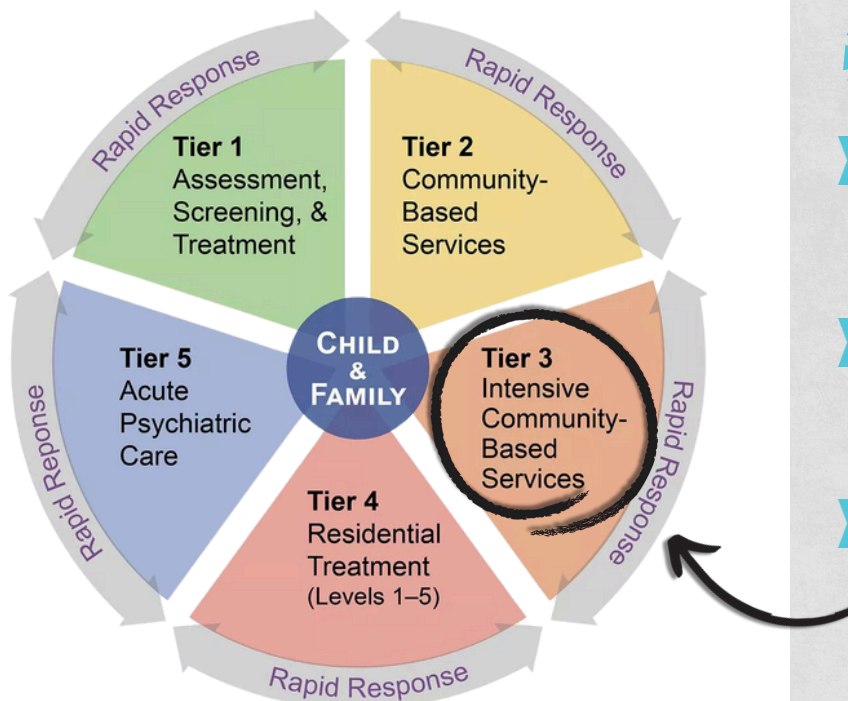 Rapid Response
Rapid Response
Tier 1
Assessment,
Screening, &
Treatment
Tier 2
Community-
Based
Services
CHILD
&
FAMILY
Tier 5
Acute
Psychiatric
Care
Tier 3
Intensive
Community-
Based
Services
Rapid Reponse
Rapid Response
Tier 4
Residential
Treatment
(Levels 1–5)
Rapid Response